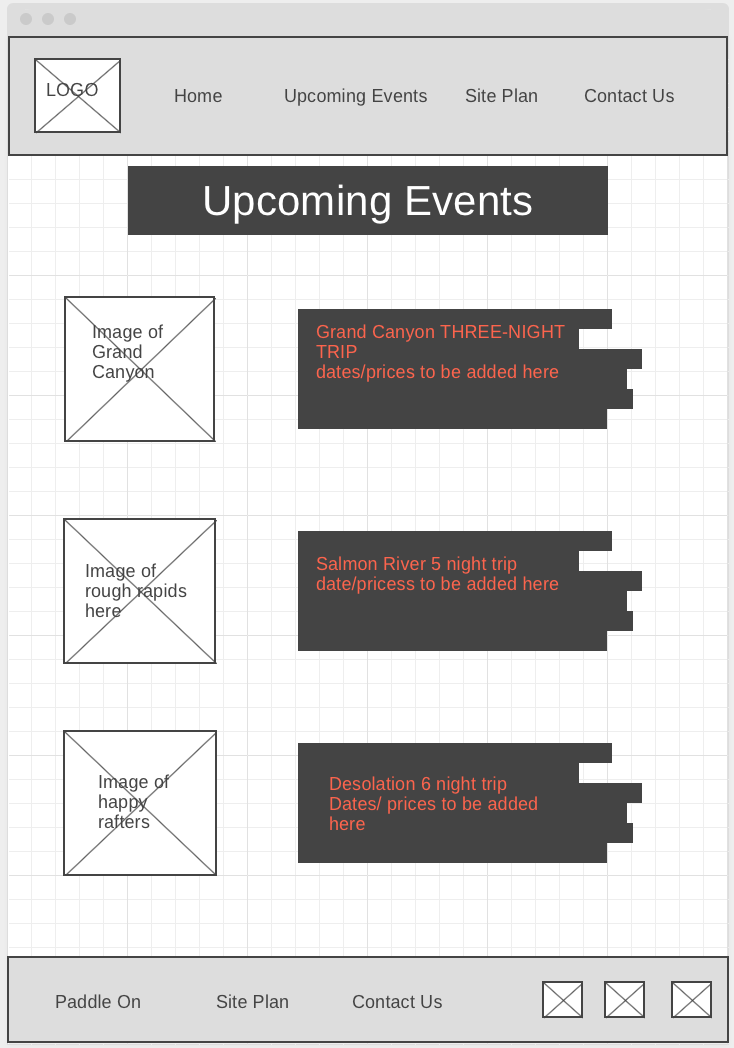 LOGO
Home Upcoming Events Site Plan Contact Us
Upcoming Events
Image of
Grand
Canyon
Grand Canyon THREE-NIGHT
TRIP
dates/prices to be added here
Image of
rough rapids
here
Salmon River 5 night trip
date/pricess to be added here
Image of
happy
rafters
Desolation 6 night trip
Dates/ prices to be added
here
Paddle On Site Plan Contact Us